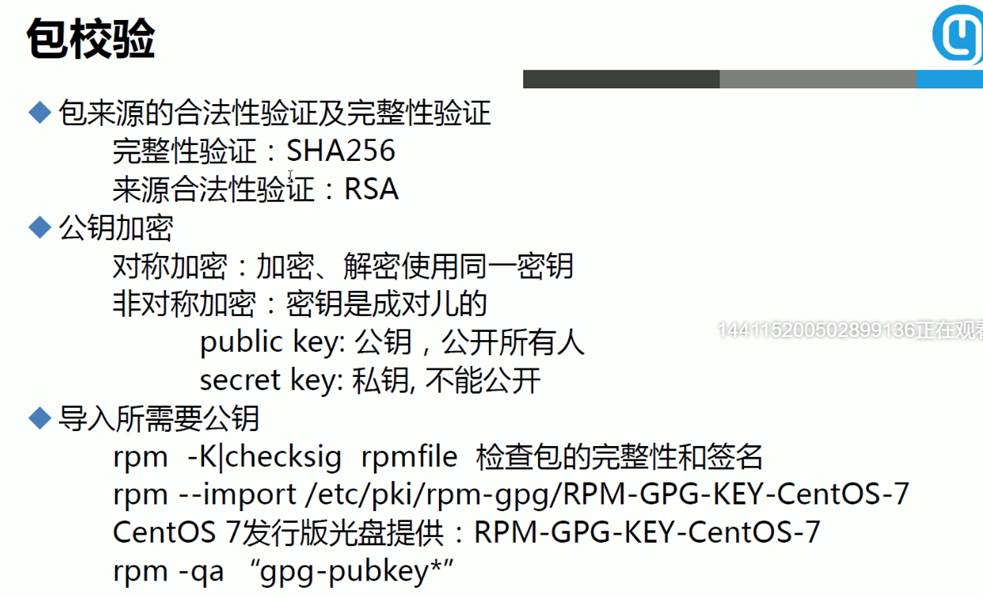 包校验
包来源的合法性验证及完整性验证
完整性验证：SHA256
来源合法性验证：RSA
公钥加密
对称加密：加密、解密使用同一密钥
非对称加密：密钥是成对儿的
public key: 公钥，公开所有人
secret key: 私钥, 不能公开
144115200502899136正在观看
导入所需要公钥
rpm -K|checksig rpmfile 检查包的完整性和签名
rpm --import /etc/pki/rpm-gpg/RPM-GPG-KEY-CentOS-7
CentOS 7发行版光盘提供：RPM-GPG-KEY-CentOS-7
rpm -qa “gpg-pubkey*”